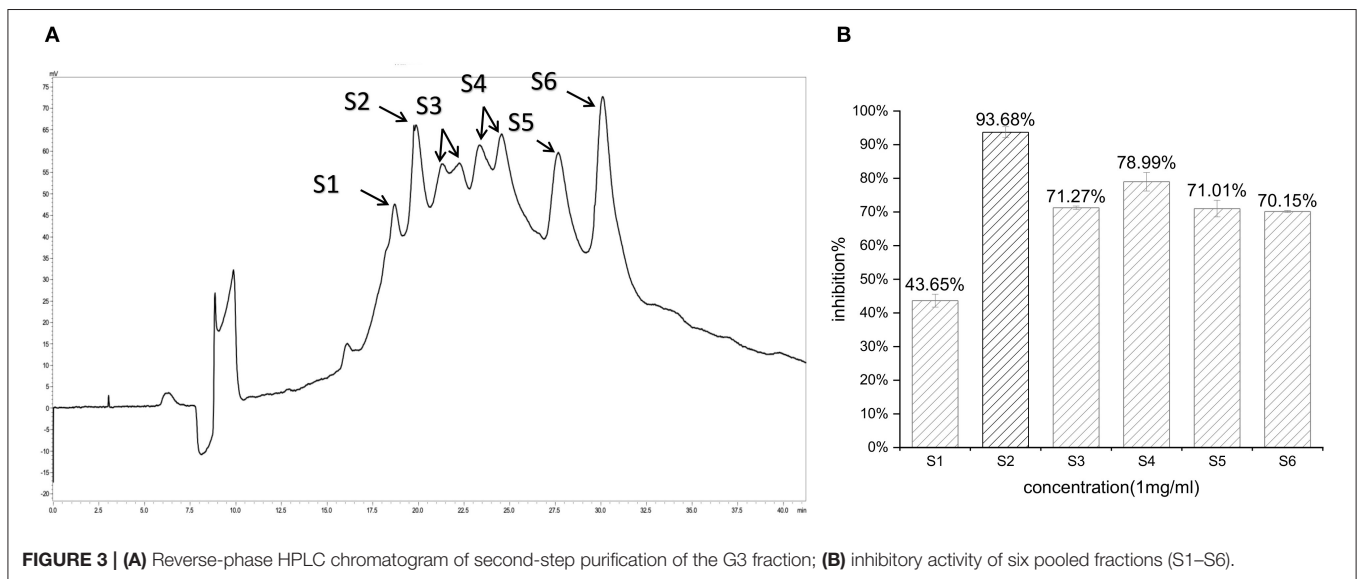 A
mV
75
70
65
60
55
50
45
40
35
30
25
20
15
10
5
0
-5
-10
-15
-20
0.0 2.5 5.0 7.5 10.0 12.5 15.0 17.5 20.0 22.5 25.0 27.5 30.0 32.5 35.0 37.5 40.0 min
S1
S2
S3
S4
S5
S6
B
inhibition%
100%
90%
80%
70%
60%
50%
40%
30%
20%
10%
0%
43.65%
93.68%
71.27%
78.99%
71.01%
70.15%
S1 S2 S3 S4 S5 S6
concentration(1mg/ml)
FIGURE 3 | (A) Reverse-phase HPLC chromatogram of second-step purification of the G3 fraction; (B) inhibitory activity of six pooled fractions (S1–S6).